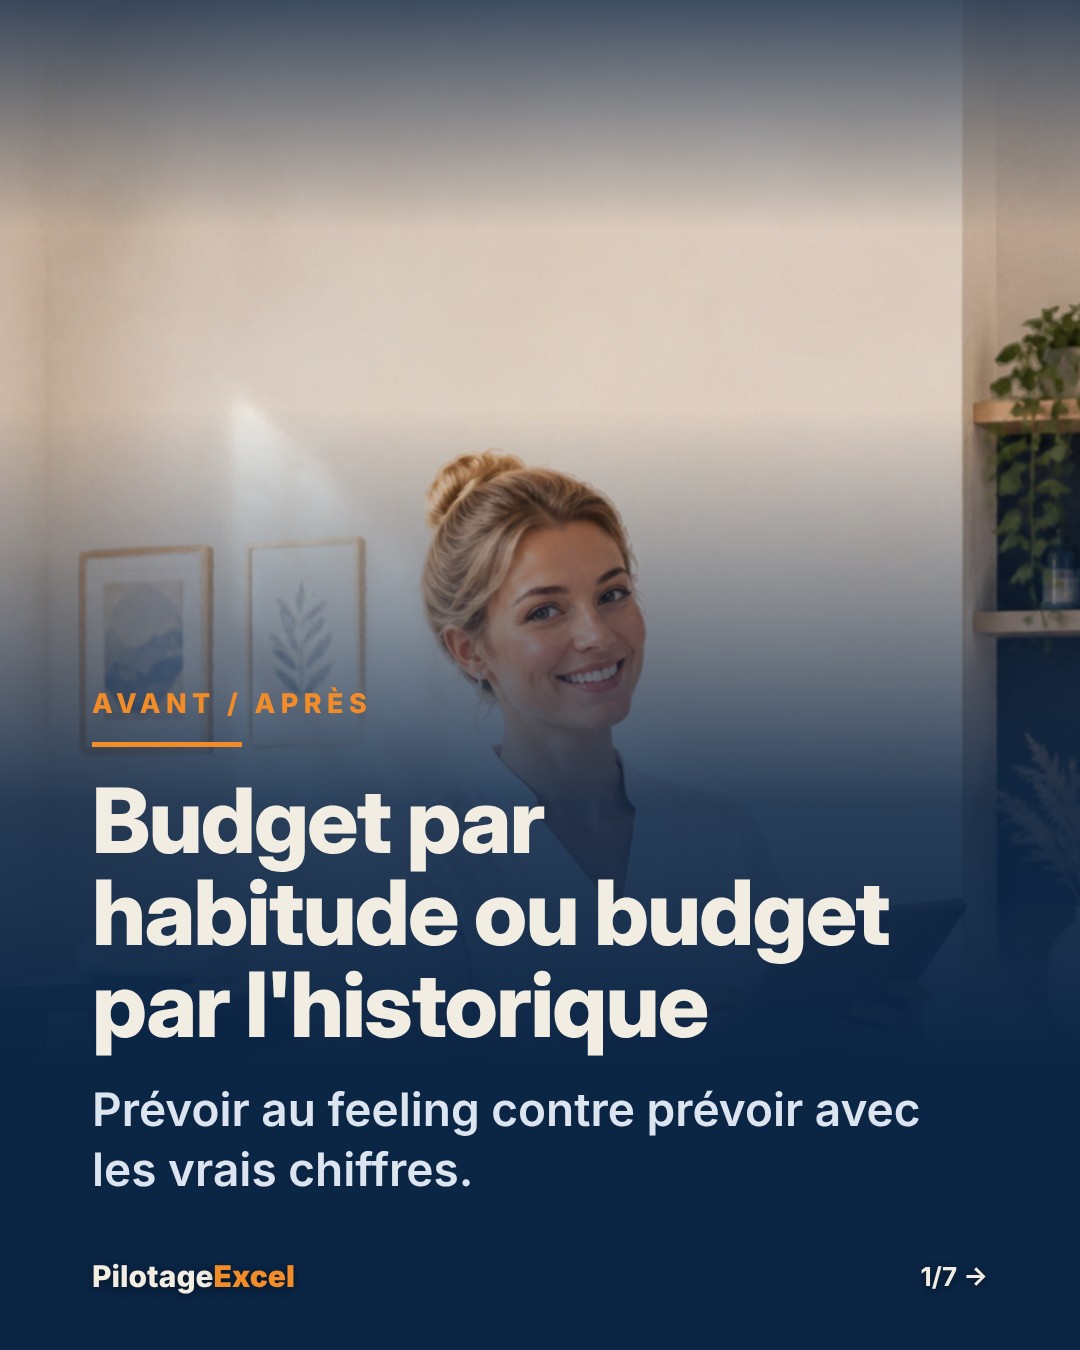 AVANT / APRÈS
Budget par
habitude ou budget
par l'historique
Prévoir au feeling contre prévoir avec
les vrais chiffres.
PilotageExcel
1/7 →